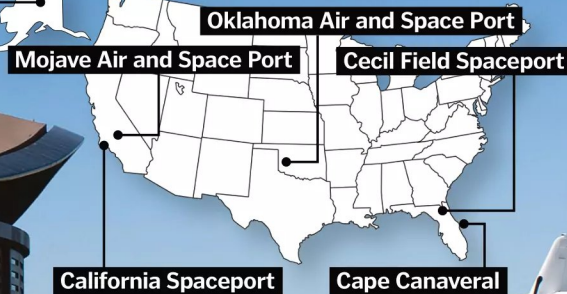 Oklahoma Air and Space Port
Mojave Air and Space Port
Cecil Field Spaceport
California Spaceport
Cape Canaveral